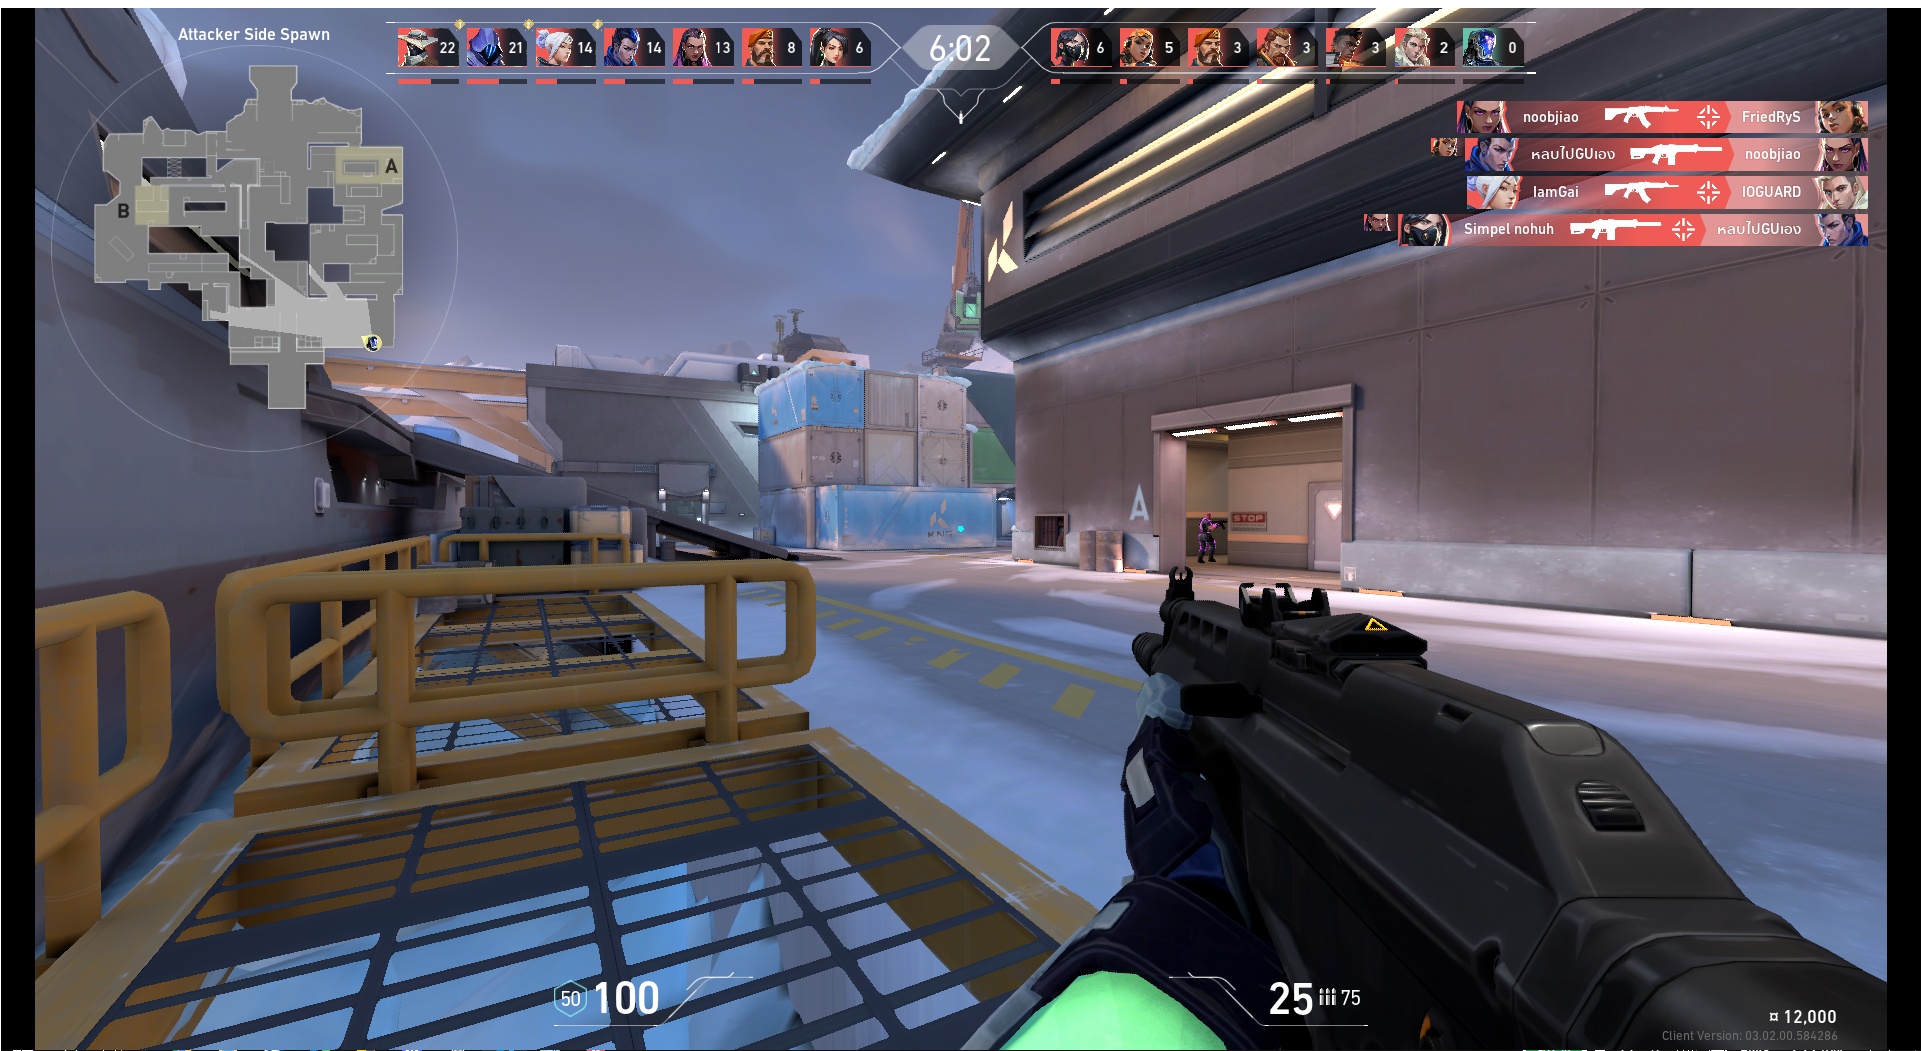 Attacker Side Spawn
22 21 14 14 13 8 6
6:02
6 5 3 3 3 2 0
noobjiao FriedRyS
หลบไปGUเอง noobjiao
IamGai IOGUARD
Simpel nohuh หลบไปGUเอง
A
B
A
STOP
KNG
50 100
25 75
¤ 12,000
Client Version: 03.02.00.584286